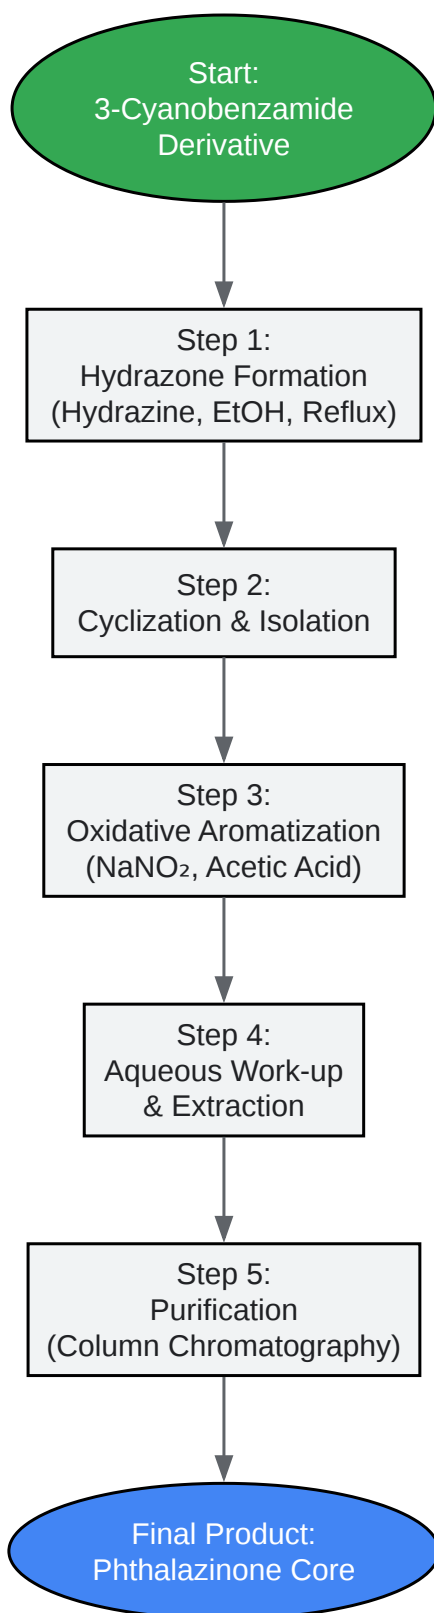 Start:
3-Cyanobenzamide
Derivative
Step 1:
Hydrazone Formation
(Hydrazine, EtOH, Reflux)
Step 2:
Cyclization & Isolation
Step 3:
Oxidative Aromatization
(NaNO₂, Acetic Acid)
Step 4:
Aqueous Work-up
& Extraction
Step 5:
Purification
(Column Chromatography)
Final Product:
Phthalazinone Core